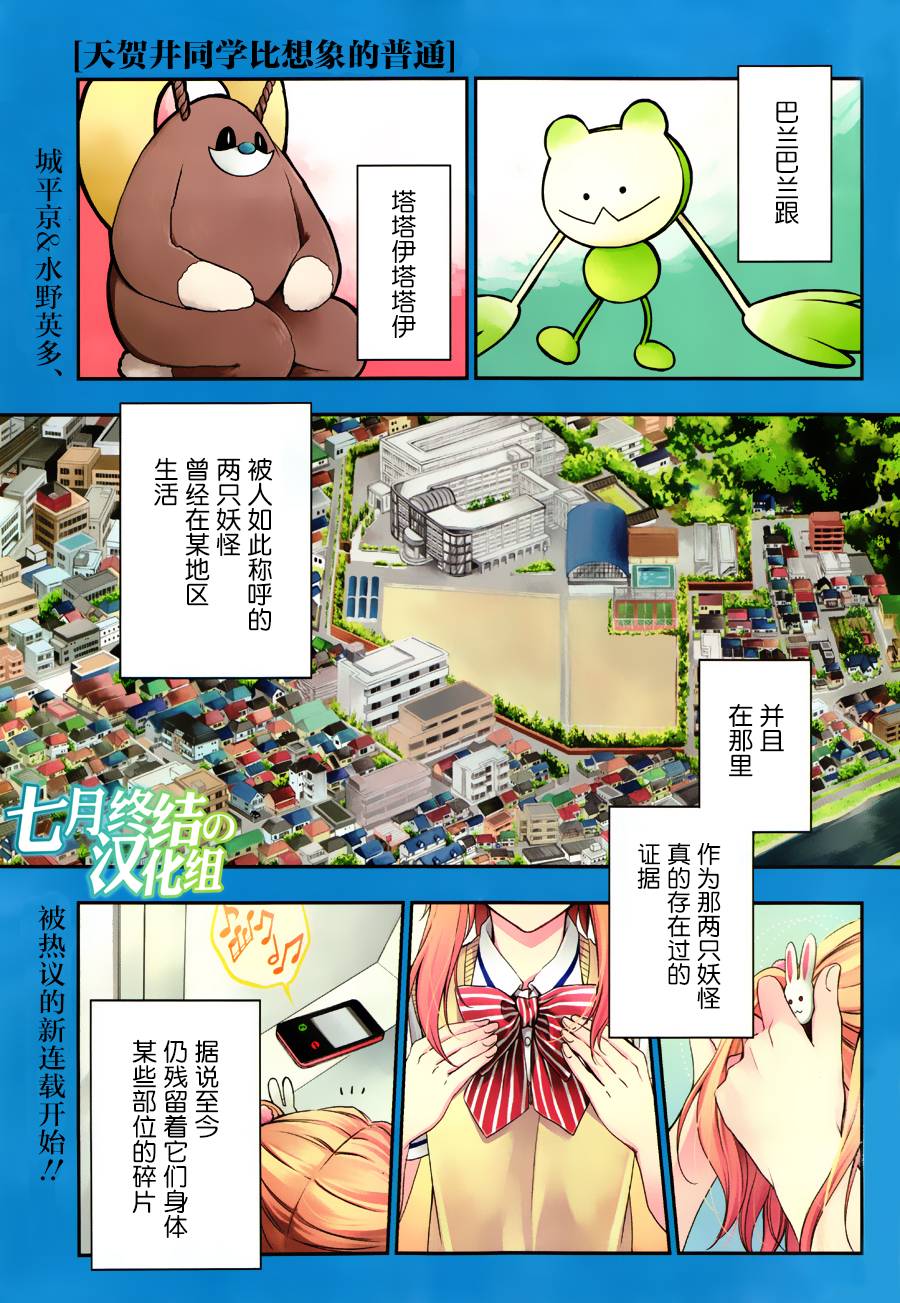 [天贺井同学比想象的普通]
城平京&水野英多、
巴兰巴兰跟
塔塔伊塔塔伊
被人如此称呼的
两只妖怪
曾经在某地区
生活
并且
在那里
作为那两只妖怪
真的存在过的
证据
七月终结の
汉化组
据说至今
仍残留着它们身体
某些部位的碎片
被热议的新连载开始!!